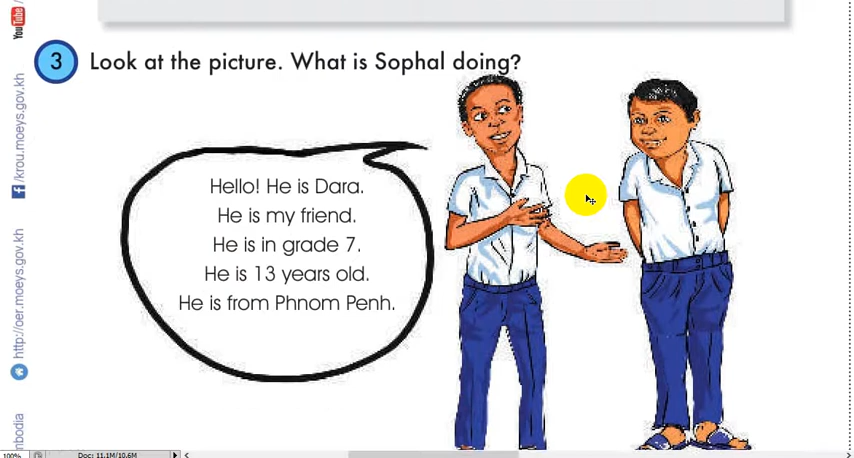 3 Look at the picture. What is Sophal doing?
Hello! He is Dara.
He is my friend.
He is in grade 7.
He is 13 years old.
He is from Phnom Penh.
YouTube /
/krou.moeys.gov.kh
http://oer.moeys.gov.kh
mbodia
100%
Doc: 11.1M/10.6M